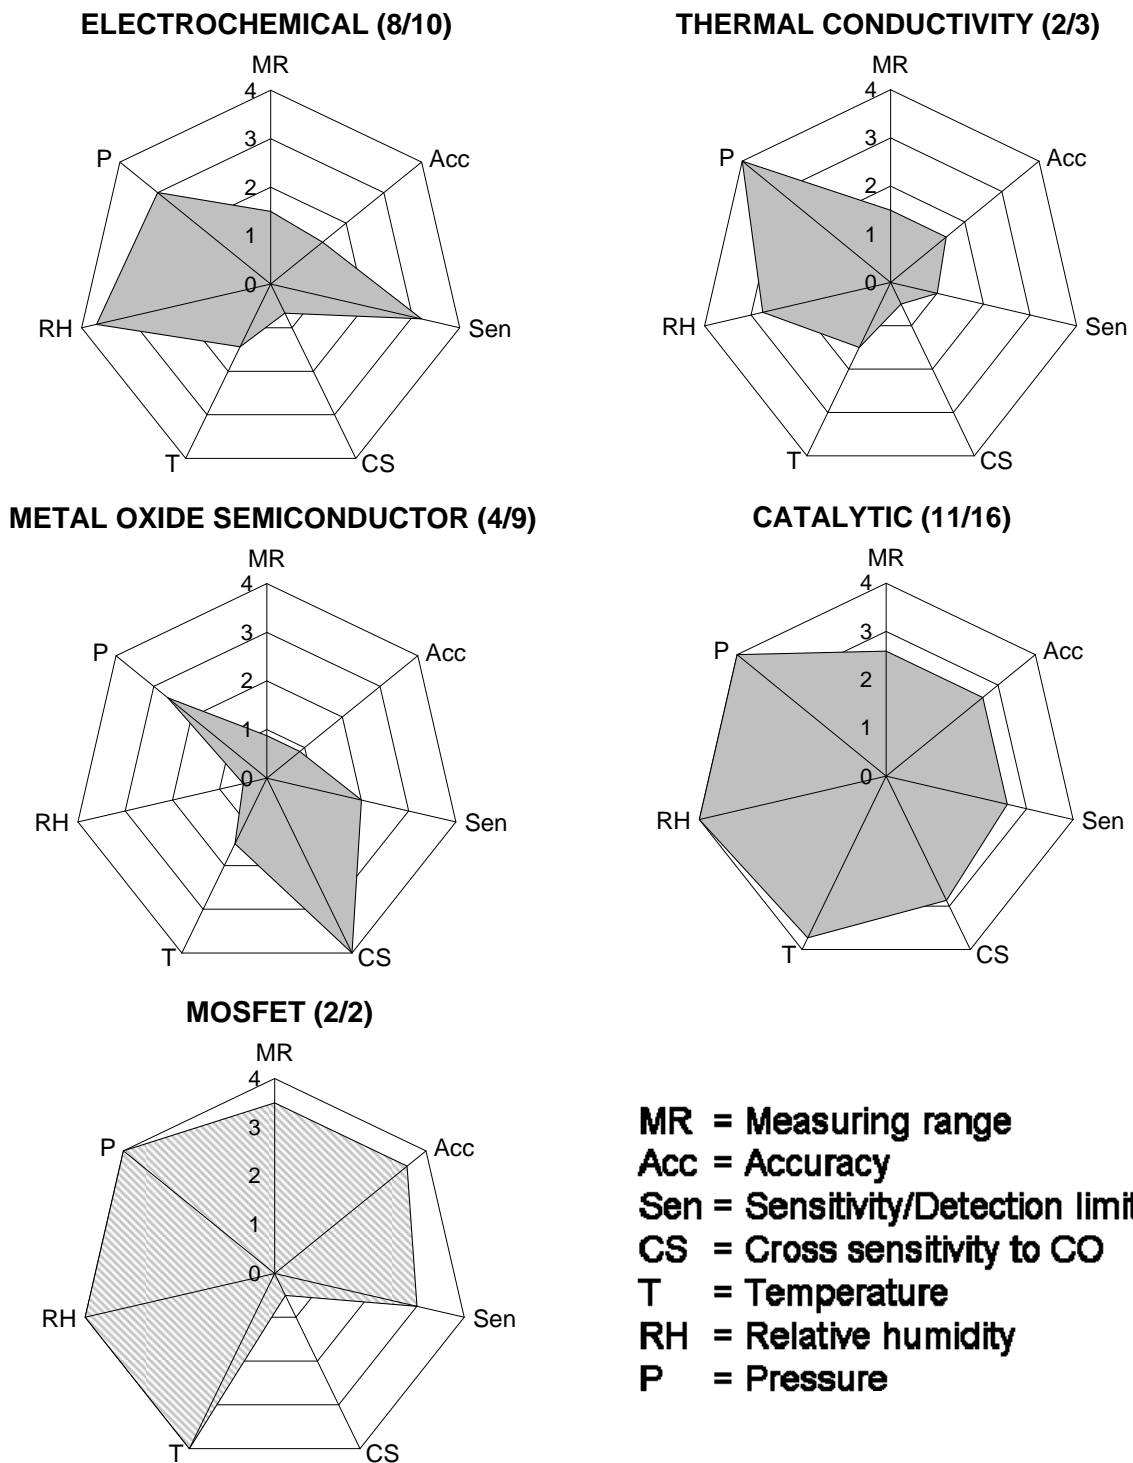 ELECTROCHEMICAL (8/10)
MR
4
3
2
1
0
Acc
Sen
CS
T
RH
P
THERMAL CONDUCTIVITY (2/3)
MR
4
3
2
1
0
Acc
Sen
CS
T
RH
P
METAL OXIDE SEMICONDUCTOR (4/9)
MR
4
3
2
1
0
Acc
Sen
CS
T
RH
P
CATALYTIC (11/16)
MR
4
3
2
1
0
Acc
Sen
CS
T
RH
P
MOSFET (2/2)
MR
4
3
2
1
0
Acc
Sen
CS
T
RH
P
MR = Measuring range
Acc = Accuracy
Sen = Sensitivity/Detection limit
CS = Cross sensitivity to CO
T = Temperature
RH = Relative humidity
P = Pressure